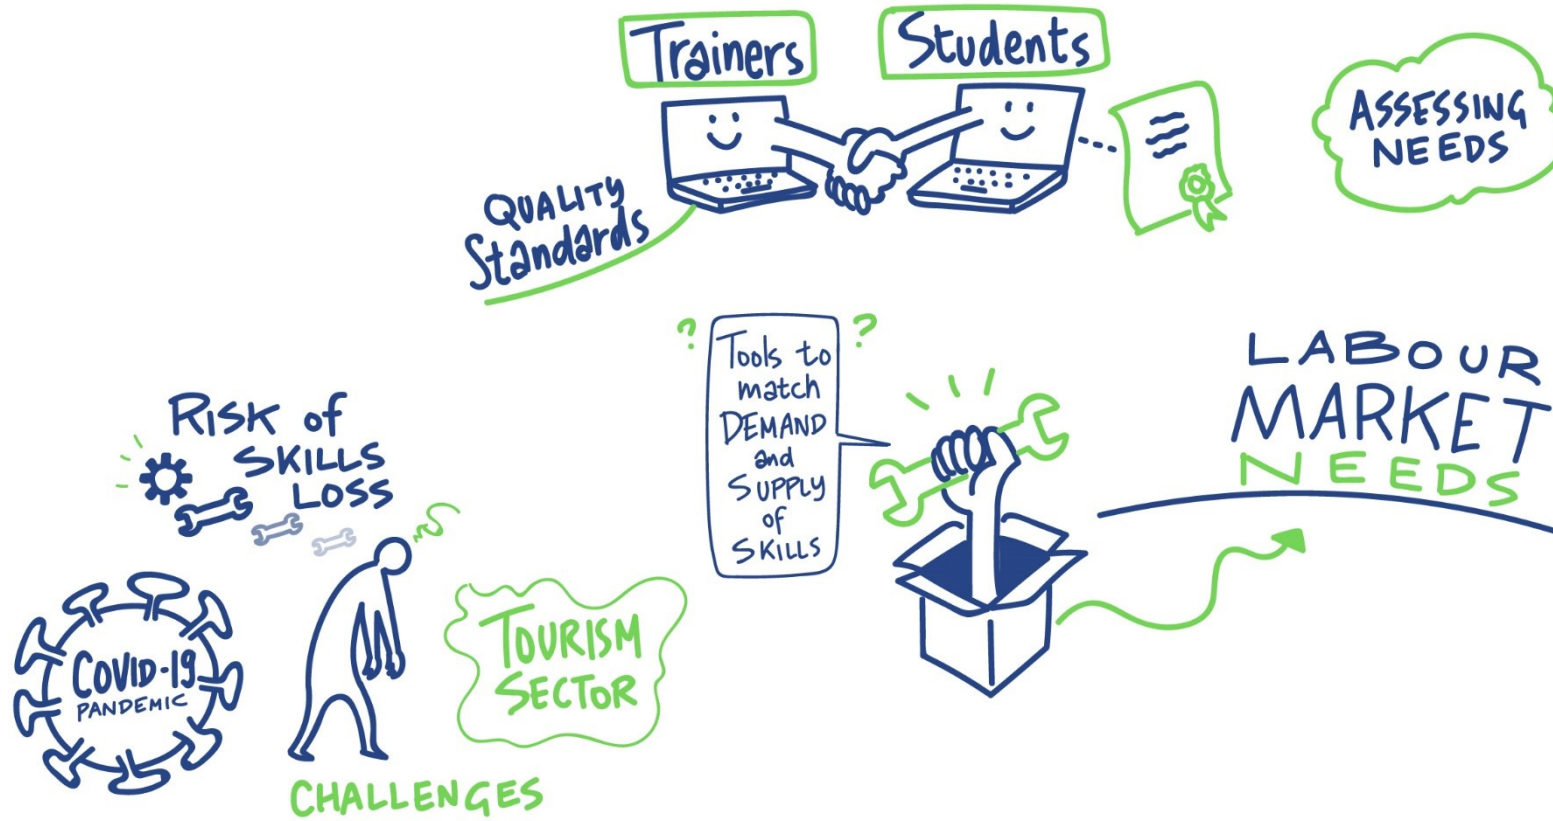 Trainers
Students
ASSESSING
NEEDS
QUALITY
Standards
? ?
Tools to
match
DEMAND
and
SUPPLY
of
SKILLS
LABOUR
MARKET
NEEDS
RISK of
SKILLS
LOSS
COVID-19
PANDEMIC
TOURISM
SECTOR
CHALLENGES